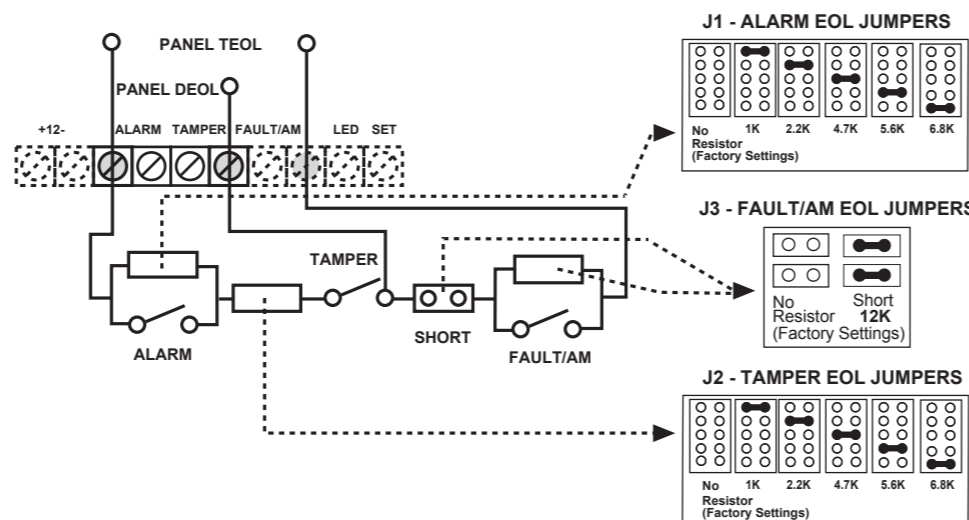 J1 - ALARM EOL JUMPERS
PANEL TEOL
PANEL DEOL
+12- ALARM TAMPER FAULT/AM LED SET
No 1K 2.2K 4.7K 5.6K 6.8K
Resistor
(Factory Settings)
J3 - FAULT/AM EOL JUMPERS
TAMPER
No Short
Resistor 12K
(Factory Settings)
SHORT
ALARM
FAULT/AM
J2 - TAMPER EOL JUMPERS
No 1K 2.2K 4.7K 5.6K 6.8K
Resistor
(Factory Settings)